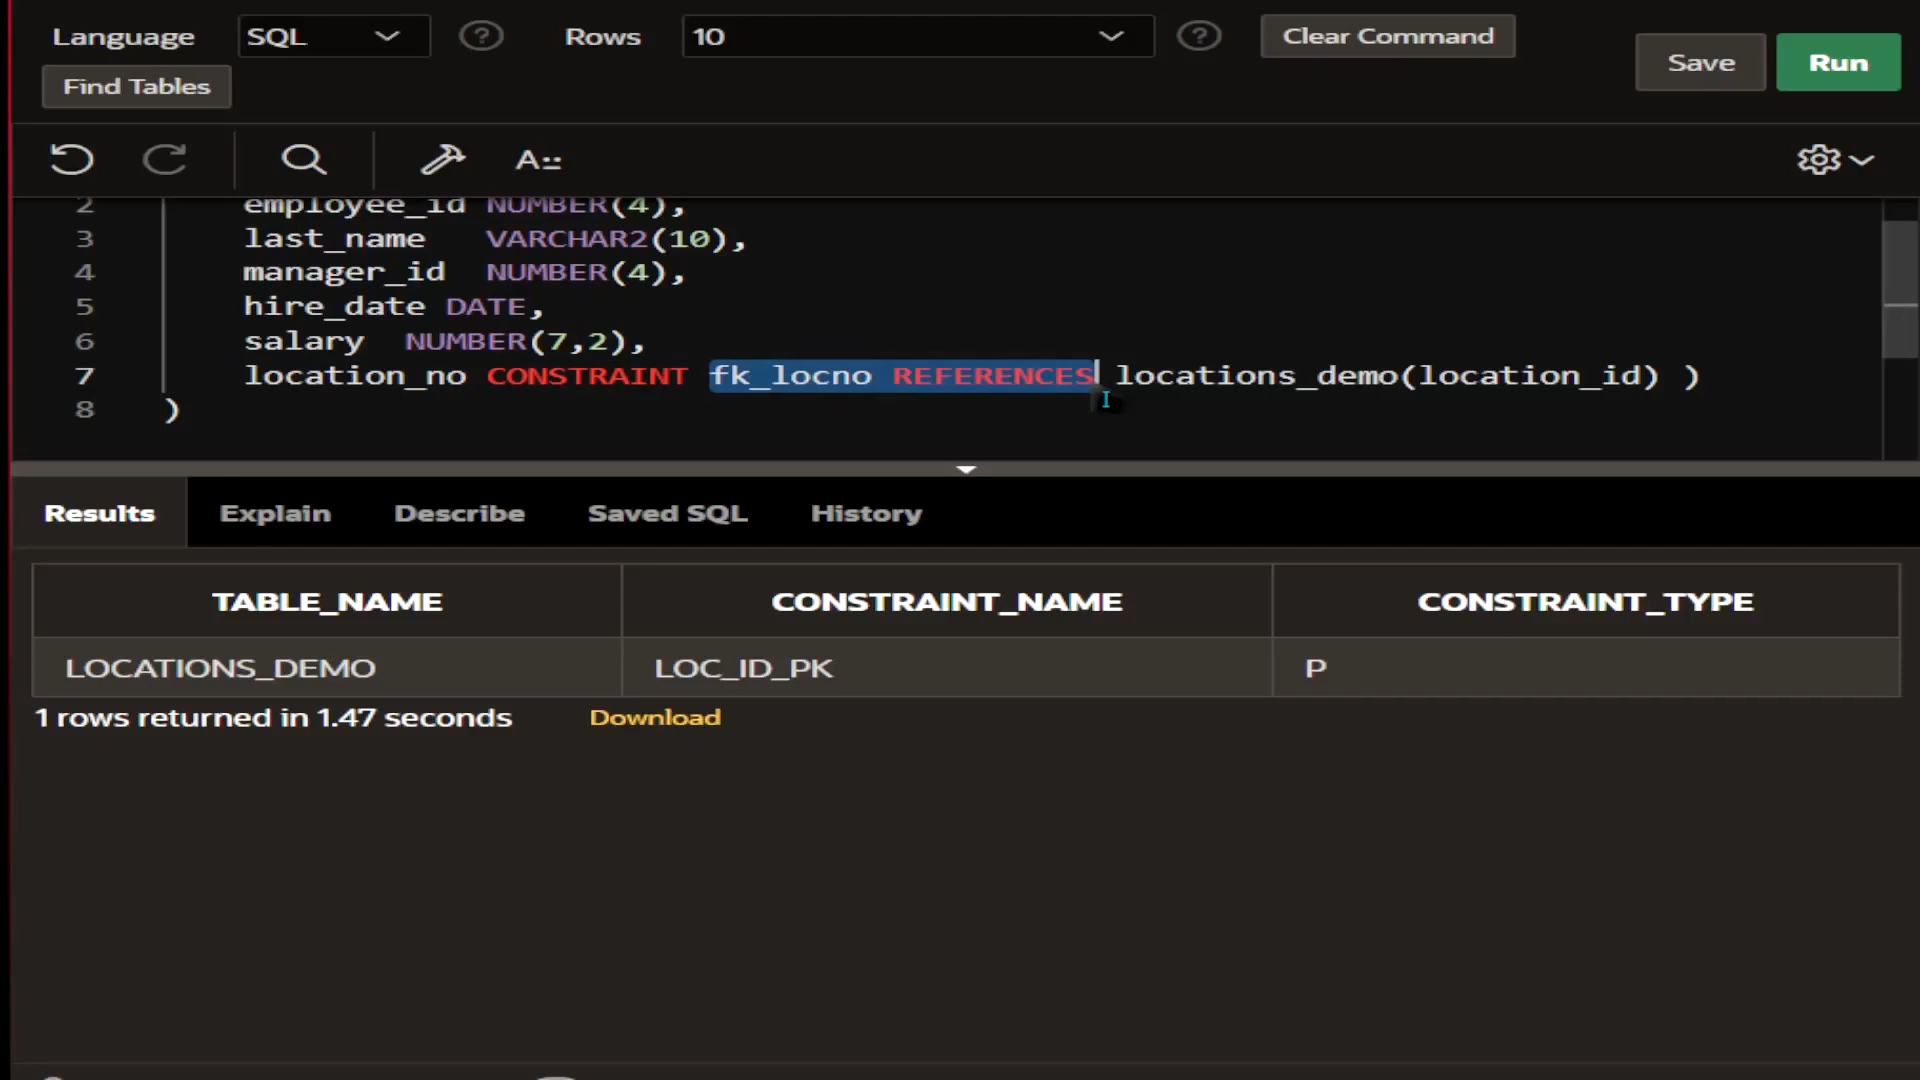 Language SQL Rows 10 Clear Command Save Run
Find Tables
A::
2 employee_id NUMBER(4),
3 last_name VARCHAR2(10),
4 manager_id NUMBER(4),
5 hire_date DATE,
6 salary NUMBER(7,2),
7 location_no CONSTRAINT fk_locno REFERENCES locations_demo(location_id) )
8 )
Results Explain Describe Saved SQL History
TABLE_NAME CONSTRAINT_NAME CONSTRAINT_TYPE
LOCATIONS_DEMO LOC_ID_PK P
1 rows returned in 1.47 seconds Download